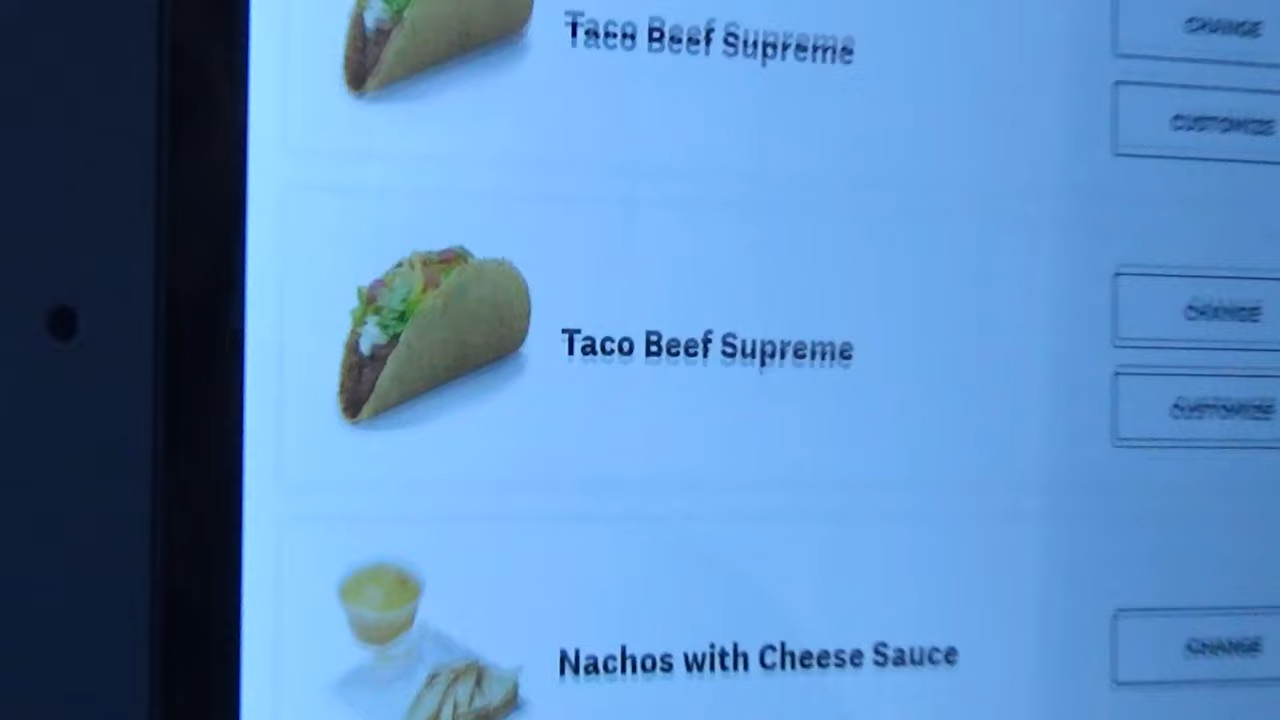 Taco Beef Supreme
CHANGE
CUSTOMIZE
Taco Beef Supreme
CHANGE
CUSTOMIZE
Nachos with Cheese Sauce
CHANGE